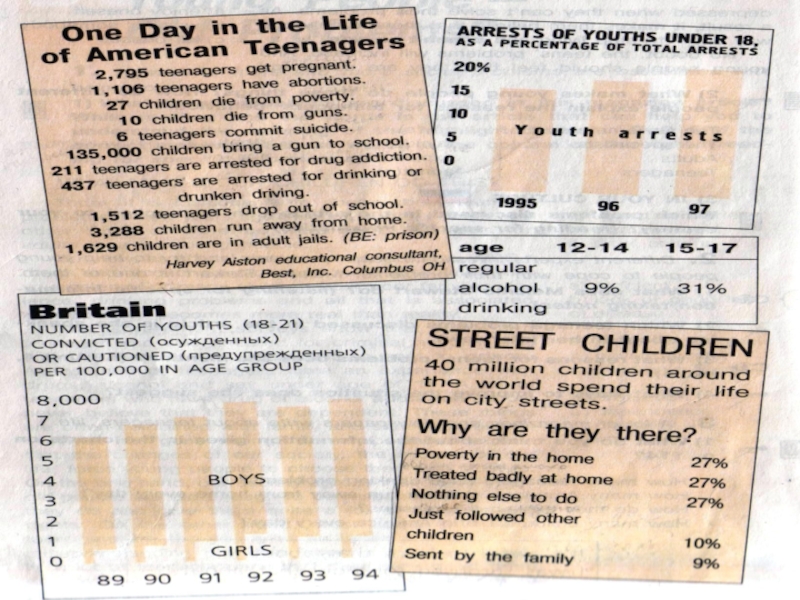 One Day in the Life
of American Teenagers
2,795 teenagers get pregnant.
1,106 teenagers have abortions.
27 children die from poverty.
10 children die from guns.
6 teenagers commit suicide.
135,000 children bring a gun to school.
211 teenagers are arrested for drug addiction.
437 teenagers are arrested for drinking or
drunken driving.
1,512 teenagers drop out of school.
3,288 children run away from home.
1,629 children are in adult jails. (BE: prison)
Harvey Aiston educational consultant,
Best, Inc. Columbus OH
ARRESTS OF YOUTHS UNDER 18,
AS A PERCENTAGE OF TOTAL ARRESTS
20%
15
10
5
0
Youth arrests
1995 96 97
age 12-14 15-17
regular
alcohol 9% 31%
drinking
Britain
NUMBER OF YOUTHS (18-21)
CONVICTED (осужденных)
OR CAUTIONED (предупрежденных)
PER 100,000 IN AGE GROUP
8,000
7
6
5
4
3
2
1
0
BOYS
GIRLS
89 90 91 92 93 94
STREET CHILDREN
40 million children around
the world spend their life
on city streets.
Why are they there?
Poverty in the home 27%
Treated badly at home 27%
Nothing else to do 27%
Just followed other
children 10%
Sent by the family 9%